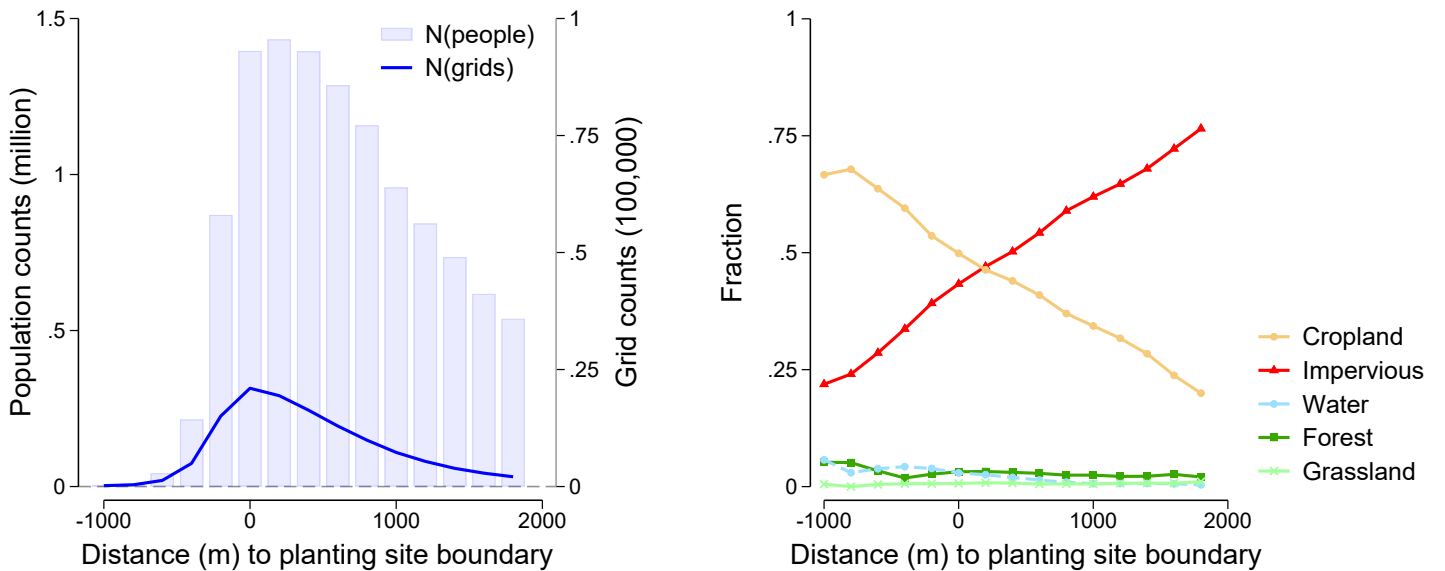 1.5
1
.5
0
Population counts (million)
N(people)
N(grids)
1
.75
.5
.25
0
Grid counts (100,000)
-1000
0
1000
2000
Distance (m) to planting site boundary
1
.75
.5
.25
0
Fraction
-1000
0
1000
2000
Distance (m) to planting site boundary
Cropland
Impervious
Water
Forest
Grassland